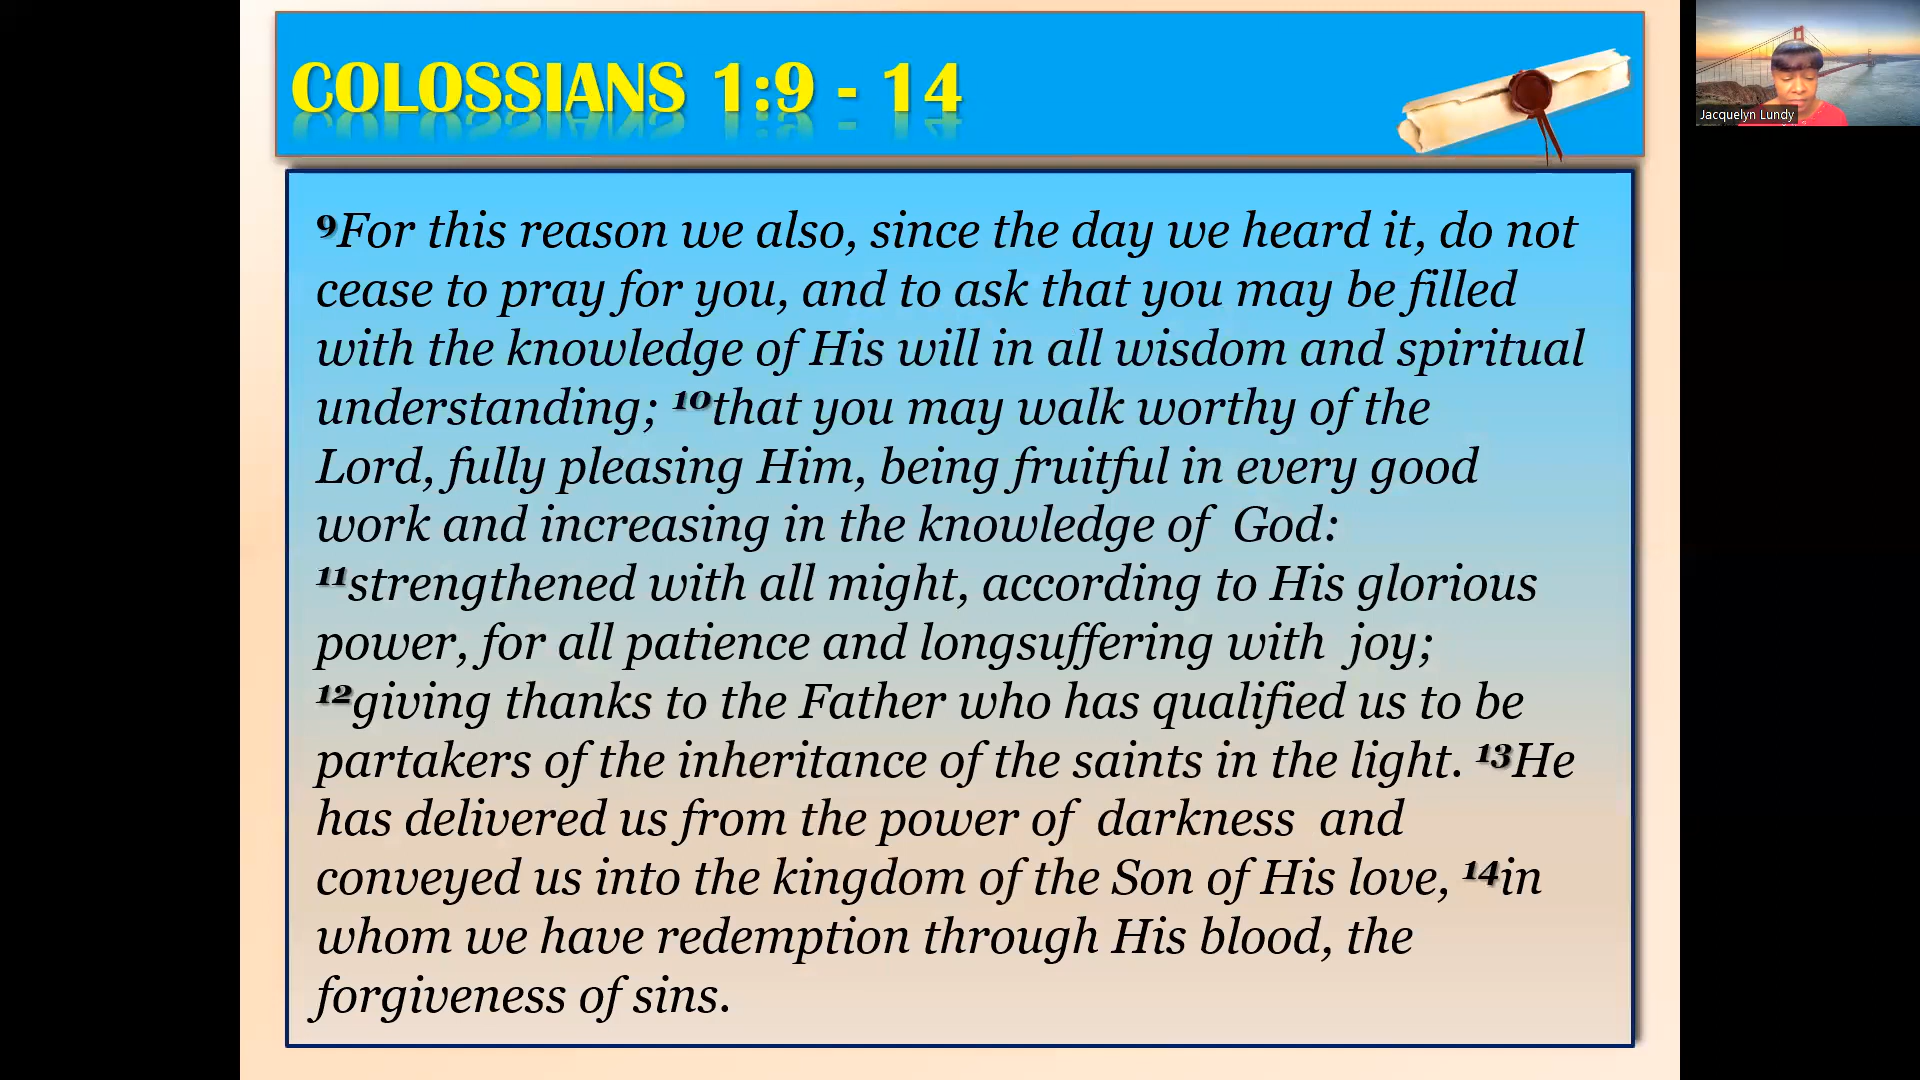 COLOSSIANS 1:9 - 14
Jacquelyn Lundy
9For this reason we also, since the day we heard it, do not
cease to pray for you, and to ask that you may be filled
with the knowledge of His will in all wisdom and spiritual
understanding; 10that you may walk worthy of the
Lord, fully pleasing Him, being fruitful in every good
work and increasing in the knowledge of God:
11strengthened with all might, according to His glorious
power, for all patience and longsuffering with joy;
12giving thanks to the Father who has qualified us to be
partakers of the inheritance of the saints in the light. 13He
has delivered us from the power of darkness and
conveyed us into the kingdom of the Son of His love, 14in
whom we have redemption through His blood, the
forgiveness of sins.